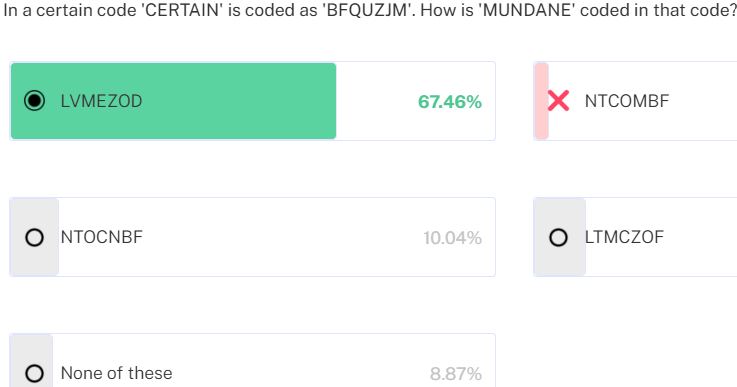 In a certain code 'CERTAIN' is coded as 'BFQUZJM'. How is 'MUNDANE' coded in that code?
LVMEZOD 67.46% NTCOMBF
NTOCNBF 10.04% LTMCZOF
None of these 8.87%